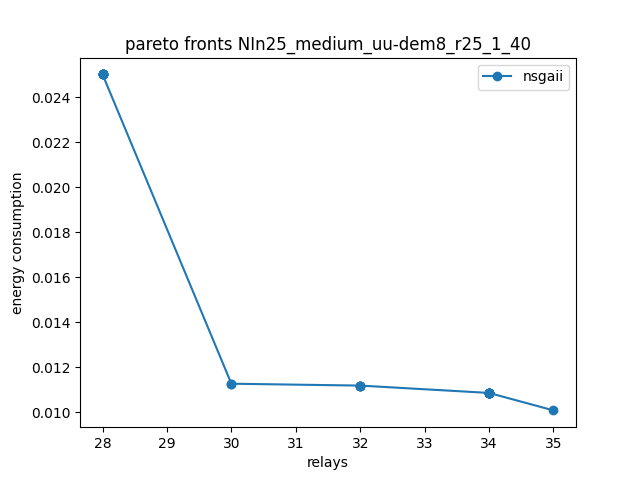 pareto fronts NIn25_medium_uu-dem8_r25_1_40
nsgaii
energy consumption
0.024
0.022
0.020
0.018
0.016
0.014
0.012
0.010
28 29 30 31 32 33 34 35
relays